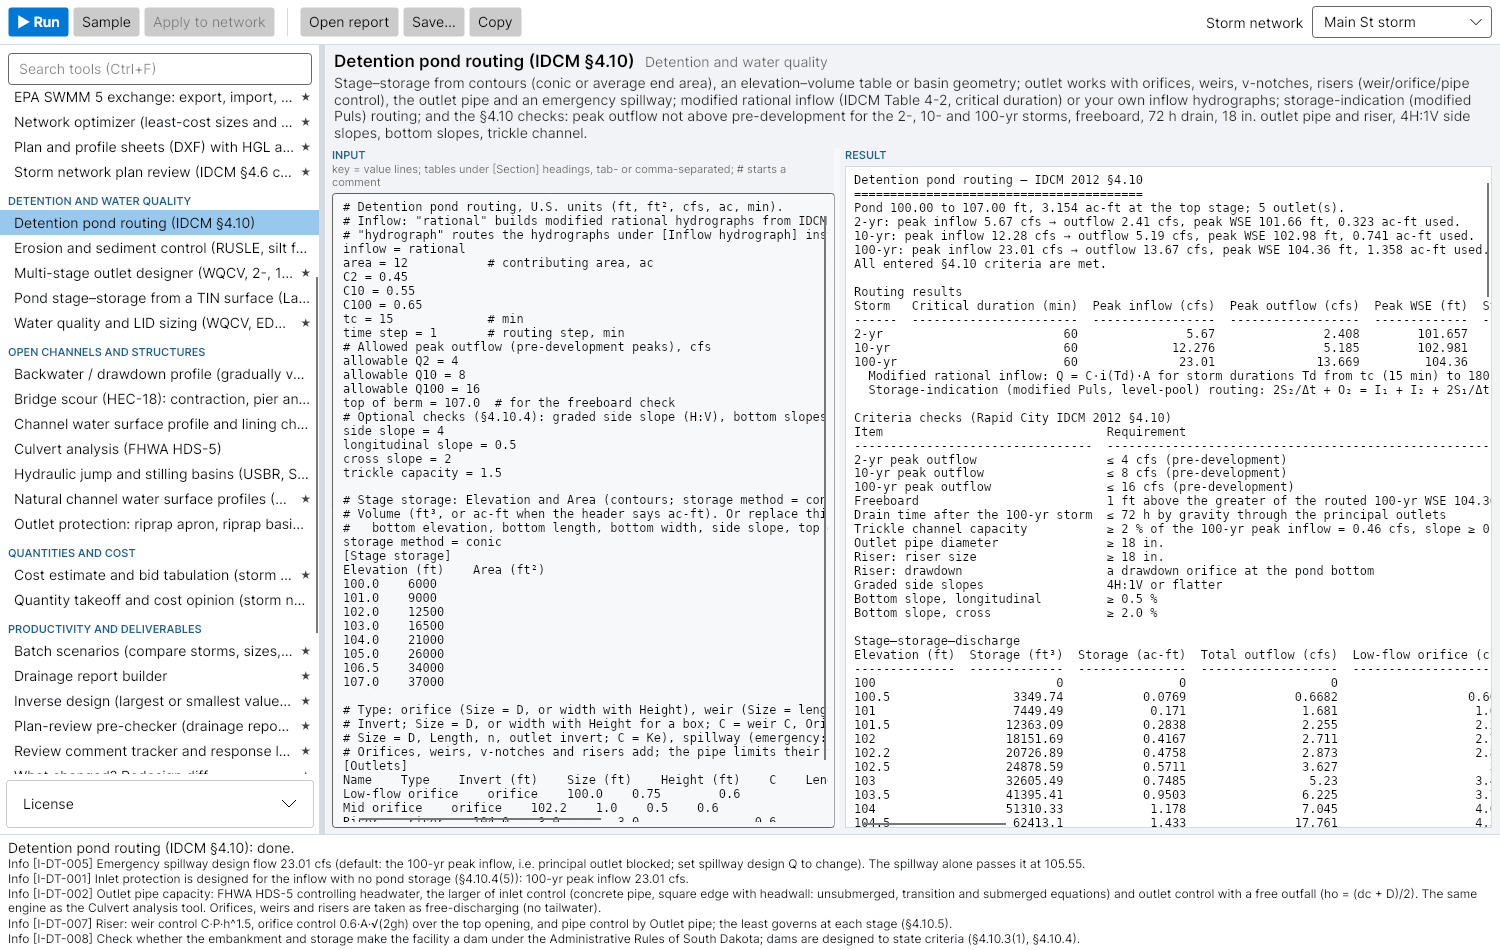 Run
Sample
Apply to network
Open report
Save...
Copy
Storm network
Main St storm
Search tools (Ctrl+F)
EPA SWMM 5 exchange: export, import, ... ★
Network optimizer (least-cost sizes and ... ★
Plan and profile sheets (DXF) with HGL a... ★
Storm network plan review (IDCM §4.6 c... ★
DETENTION AND WATER QUALITY
Detention pond routing (IDCM §4.10)
Erosion and sediment control (RUSLE, silt f...
Multi-stage outlet designer (WQCV, 2-, 1... ★
Pond stage–storage from a TIN surface (La...
Water quality and LID sizing (WQCV, ED... ★
OPEN CHANNELS AND STRUCTURES
Backwater / drawdown profile (gradually v...
Bridge scour (HEC-18): contraction, pier an...
Channel water surface profile and lining ch...
Culvert analysis (FHWA HDS-5)
Hydraulic jump and stilling basins (USBR, S...
Natural channel water surface profiles (... ★
Outlet protection: riprap apron, riprap basi...
QUANTITIES AND COST
Cost estimate and bid tabulation (storm ... ★
Quantity takeoff and cost opinion (storm n...
PRODUCTIVITY AND DELIVERABLES
Batch scenarios (compare storms, sizes,... ★
Drainage report builder ★
Inverse design (largest or smallest value... ★
Plan-review pre-checker (drainage repo... ★
Review comment tracker and response l... ★
What changed? Redesign diff
License
Detention pond routing (IDCM §4.10) Detention and water quality
Stage–storage from contours (conic or average end area), an elevation–volume table or basin geometry; outlet works with orifices, weirs, v-notches, risers (weir/orifice/pipe
control), the outlet pipe and an emergency spillway; modified rational inflow (IDCM Table 4-2, critical duration) or your own inflow hydrographs; storage-indication (modified
Puls) routing; and the §4.10 checks: peak outflow not above pre-development for the 2-, 10- and 100-yr storms, freeboard, 72 h drain, 18 in. outlet pipe and riser, 4H:1V side
slopes, bottom slopes, trickle channel.
INPUT
key = value lines; tables under [Section] headings, tab- or comma-separated; # starts a
comment
# Detention pond routing, U.S. units (ft, ft², cfs, ac, min).
# Inflow: "rational" builds modified rational hydrographs from IDCM
# "hydrograph" routes the hydrographs under [Inflow hydrograph] ins
inflow = rational
area = 12 # contributing area, ac
C2 = 0.45
C10 = 0.55
C100 = 0.65
tc = 15 # min
time step = 1 # routing step, min
# Allowed peak outflow (pre-development peaks), cfs
allowable Q2 = 4
allowable Q10 = 8
allowable Q100 = 16
top of berm = 107.0 # for the freeboard check
# Optional checks (§4.10.4): graded side slope (H:V), bottom slopes
side slope = 4
longitudinal slope = 0.5
cross slope = 2
trickle capacity = 1.5
# Stage storage: Elevation and Area (contours; storage method = con
# Volume (ft³, or ac-ft when the header says ac-ft). Or replace thi
# bottom elevation, bottom length, bottom width, side slope, top
storage method = conic
[Stage storage]
Elevation (ft) Area (ft²)
100.0 6000
101.0 9000
102.0 12500
103.0 16500
104.0 21000
105.0 26000
106.5 34000
107.0 37000
# Type: orifice (Size = D, or width with Height), weir (Size = leng
# Invert; Size = D, or width with Height for a box; C = weir C, Ori
# Size = D, Length, n, outlet invert; C = Ke), spillway (emergency:
# Orifices, weirs, v-notches and risers add; the pipe limits their
[Outlets]
Name Type Invert (ft) Size (ft) Height (ft) C Len
Low-flow orifice orifice 100.0 0.75 0.6
Mid orifice orifice 102.2 1.0 0.5 0.6
Riser riser 104.0 3.0 3.0 0.6
RESULT
Detention pond routing — IDCM 2012 §4.10
========================================
Pond 100.00 to 107.00 ft, 3.154 ac-ft at the top stage; 5 outlet(s).
2-yr: peak inflow 5.67 cfs → outflow 2.41 cfs, peak WSE 101.66 ft, 0.323 ac-ft used.
10-yr: peak inflow 12.28 cfs → outflow 5.19 cfs, peak WSE 102.98 ft, 0.741 ac-ft used.
100-yr: peak inflow 23.01 cfs → outflow 13.67 cfs, peak WSE 104.36 ft, 1.358 ac-ft used.
All entered §4.10 criteria are met.
Routing results
Storm Critical duration (min) Peak inflow (cfs) Peak outflow (cfs) Peak WSE (ft) S
2-yr 60 5.67 2.408 101.657
10-yr 60 12.276 5.185 102.981
100-yr 60 23.01 13.669 104.36
Modified rational inflow: Q = C·i(Td)·A for storm durations Td from tc (15 min) to 180
Storage-indication (modified Puls, level-pool) routing: 2S₂/Δt + O₂ = I₁ + I₂ + 2S₁/Δt
Criteria checks (Rapid City IDCM 2012 §4.10)
Item Requirement
2-yr peak outflow ≤ 4 cfs (pre-development)
10-yr peak outflow ≤ 8 cfs (pre-development)
100-yr peak outflow ≤ 16 cfs (pre-development)
Freeboard 1 ft above the greater of the routed 100-yr WSE 104.3
Drain time after the 100-yr storm ≤ 72 h by gravity through the principal outlets
Trickle channel capacity ≥ 2 % of the 100-yr peak inflow = 0.46 cfs, slope ≥ 0
Outlet pipe diameter ≥ 18 in.
Riser: riser size ≥ 18 in.
Riser: drawdown a drawdown orifice at the pond bottom
Graded side slopes 4H:1V or flatter
Bottom slope, longitudinal ≥ 0.5 %
Bottom slope, cross ≥ 2.0 %
Stage–storage–discharge
Elevation (ft) Storage (ft³) Storage (ac-ft) Total outflow (cfs) Low-flow orifice (c
100 0 0 0
100.5 3349.74 0.0769 0.6682 0.6
101 7449.49 0.171 1.681 1.
101.5 12363.09 0.2838 2.255 2.
102 18151.69 0.4167 2.711 2.
102.2 20726.89 0.4758 2.873 2.
102.5 24878.59 0.5711 3.627
103 32605.49 0.7485 5.23 3.
103.5 41395.41 0.9503 6.225 3.
104 51310.33 1.178 7.045 4.
104.5 62413.1 1.433 17.761 4.
Detention pond routing (IDCM §4.10): done.
Info [I-DT-005] Emergency spillway design flow 23.01 cfs (default: the 100-yr peak inflow, i.e. principal outlet blocked; set spillway design Q to change). The spillway alone passes it at 105.55.
Info [I-DT-001] Inlet protection is designed for the inflow with no pond storage (§4.10.4(5)): 100-yr peak inflow 23.01 cfs.
Info [I-DT-002] Outlet pipe capacity: FHWA HDS-5 controlling headwater, the larger of inlet control (concrete pipe, square edge with headwall: unsubmerged, transition and submerged equations) and outlet control with a free outfall (ho = (dc + D)/2). The same
engine as the Culvert analysis tool. Orifices, weirs and risers are taken as free-discharging (no tailwater).
Info [I-DT-007] Riser: weir control C·P·h^1.5, orifice control 0.6·A·√(2gh) over the top opening, and pipe control by Outlet pipe; the least governs at each stage (§4.10.5).
Info [I-DT-008] Check whether the embankment and storage make the facility a dam under the Administrative Rules of South Dakota; dams are designed to state criteria (§4.10.3(1), §4.10.4).